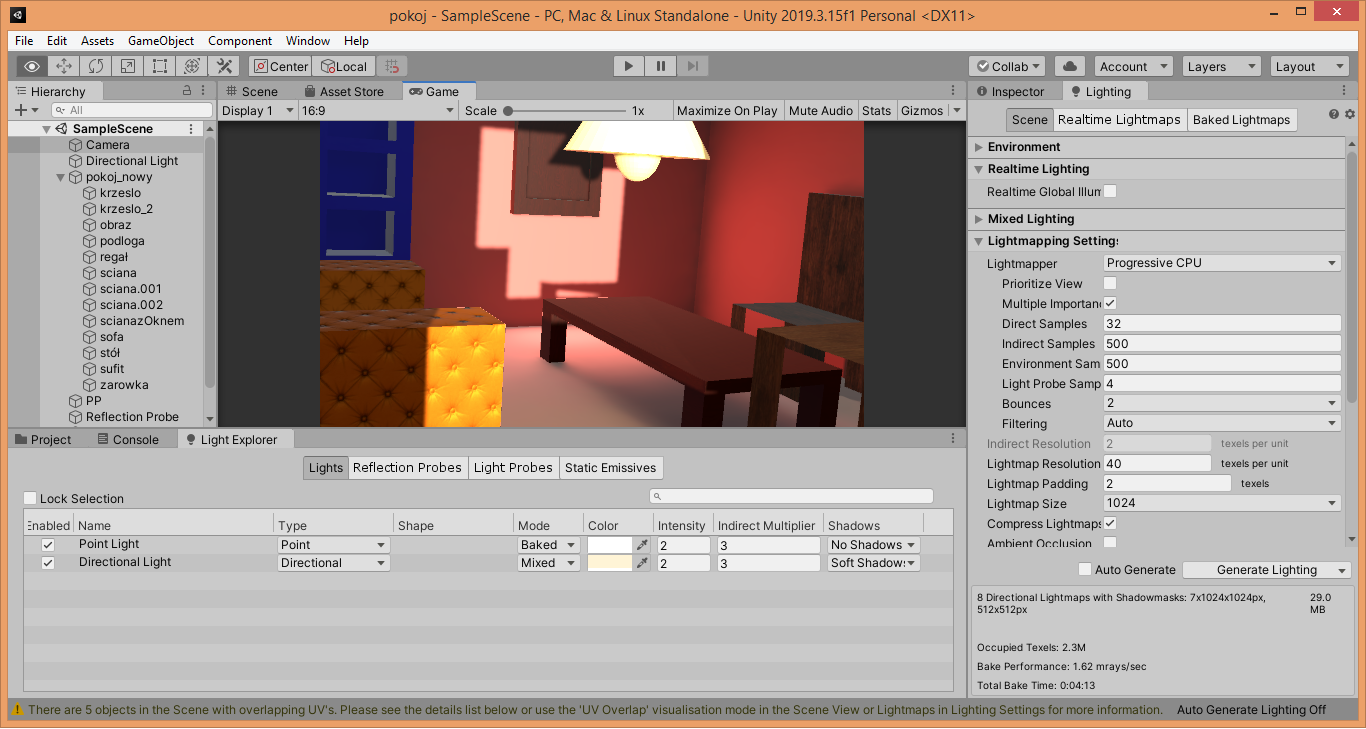 pokoj - SampleScene - PC, Mac & Linux Standalone - Unity 2019.3.15f1 Personal <DX11>
File Edit Assets GameObject Component Window Help
Center Local Collab Account Layers Layout
Hierarchy
All
SampleScene
Camera
Directional Light
pokoj_nowy
krzeslo
krzeslo_2
obraz
podloga
regał
sciana
sciana.001
sciana.002
scianazOknem
sofa
stół
sufit
zarowka
PP
Reflection Probe
Scene Asset Store Game
Display 1 16:9 Scale 1x Maximize On Play Mute Audio Stats Gizmos
Inspector Lighting
Scene Realtime Lightmaps Baked Lightmaps
Environment
Realtime Lighting
Realtime Global Illum
Mixed Lighting
Lightmapping Settings
Lightmapper Progressive CPU
Prioritize View
Multiple Importanc
Direct Samples 32
Indirect Samples 500
Environment Sam 500
Light Probe Samp 4
Bounces 2
Filtering Auto
Indirect Resolution 2 texels per unit
Lightmap Resolution 40 texels per unit
Lightmap Padding 2 texels
Lightmap Size 1024
Compress Lightmaps
Ambient Occlusion
Auto Generate Generate Lighting
8 Directional Lightmaps with Shadowmasks: 7x1024x1024px, 29.0
512x512px MB
Occupied Texels: 2.3M
Bake Performance: 1.62 mrays/sec
Total Bake Time: 0:04:13
Project Console Light Explorer
Lights Reflection Probes Light Probes Static Emissives
Lock Selection
Enabled Name Type Shape Mode Color Intensity Indirect Multiplier Shadows
Point Light Point Baked 2 3 No Shadows
Directional Light Directional Mixed 2 3 Soft Shadow
There are 5 objects in the Scene with overlapping UV's. Please see the details list below or use the 'UV Overlap' visualisation mode in the Scene View or Lightmaps in Lighting Settings for more information. Auto Generate Lighting Off